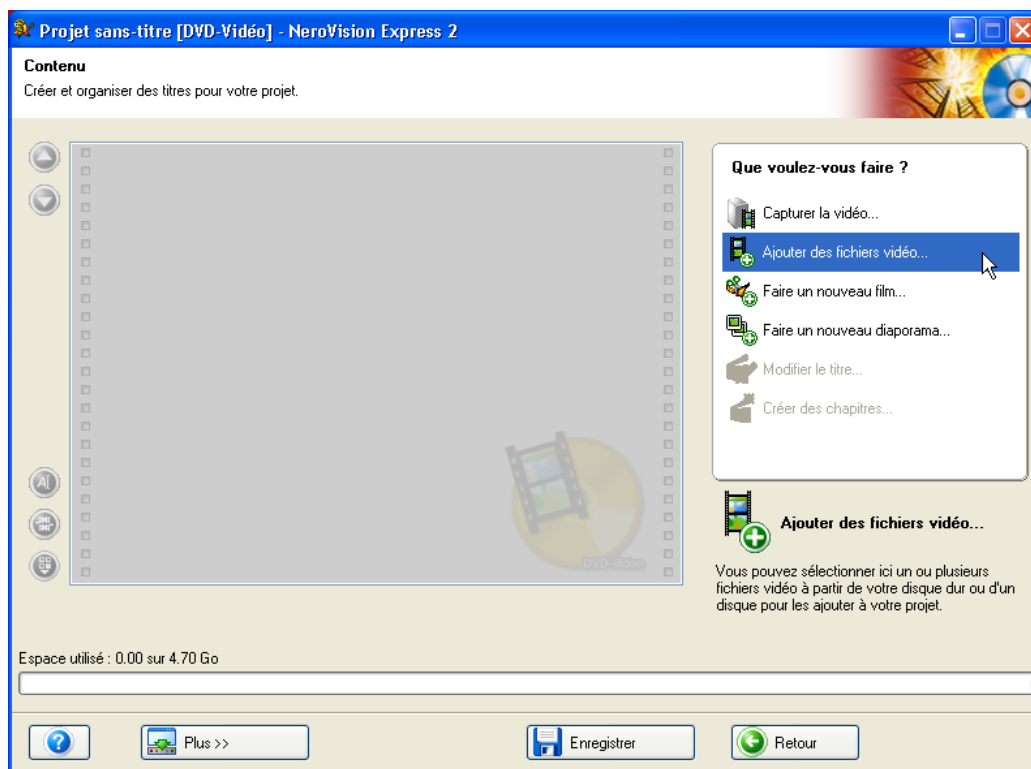 Projet sans-titre [DVD-Vidéo] - NeroVision Express 2
Contenu
Créer et organiser des titres pour votre projet.
Que voulez-vous faire ?
Capturer la vidéo...
Ajouter des fichiers vidéo...
Faire un nouveau film...
Faire un nouveau diaporama...
Modifier le titre...
Créer des chapitres...
DVD-Video
Ajouter des fichiers vidéo...
Vous pouvez sélectionner ici un ou plusieurs
fichiers vidéo à partir de votre disque dur ou d'un
disque pour les ajouter à votre projet.
Espace utilisé : 0.00 sur 4.70 Go
Plus >>
Enregistrer
Retour